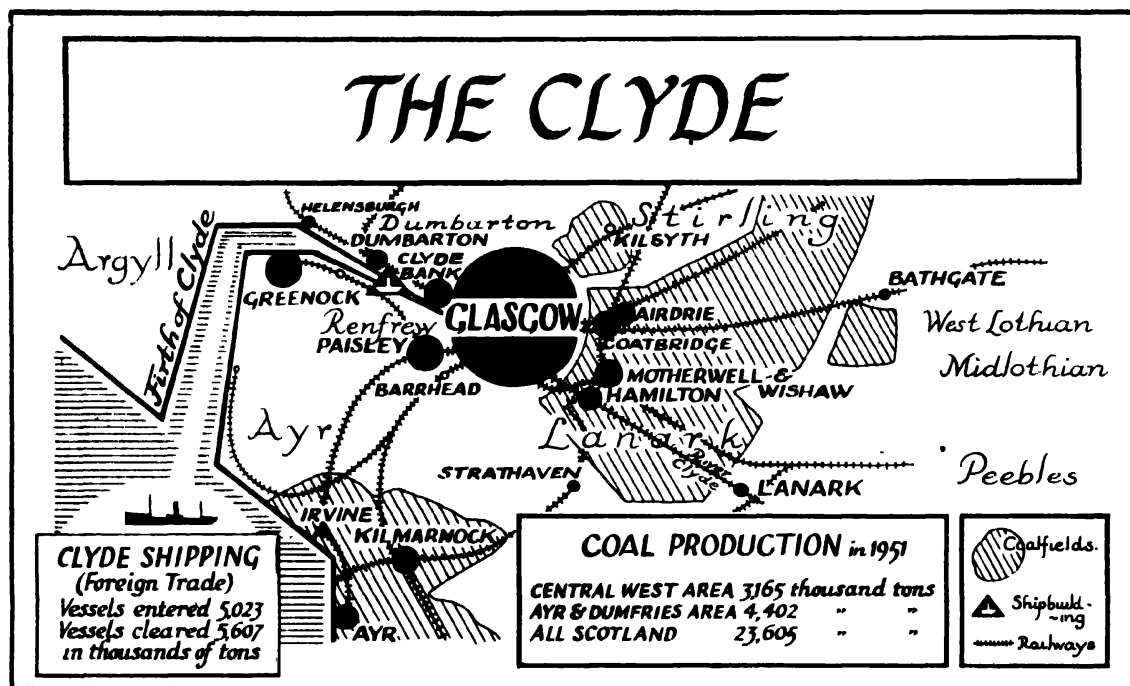 THE CLYDE
HELENSBURGH
Dumbarton
Stirling
DUMBARTON
KILSYTH
Argyll
Firth of Clyde
CLYDE
BANK
BATHGATE
GREENOCK
GLASGOW
AIRDRIE
Renfrew
West Lothian
PAISLEY
COATBRIDGE
Midlothian
BARRHEAD
MOTHERWELL &
HAMILTON
WISHAW
Ayr
Lanark
STRATHAVEN
River
Clyde
LANARK
Peebles
IRVINE
KILMARNOCK
AYR
CLYDE SHIPPING
(Foreign Trade)
Vessels entered 5,023
Vessels cleared 5,607
in thousands of tons
COAL PRODUCTION in 1951
CENTRAL WEST AREA 3,165 thousand tons
AYR & DUMFRIES AREA 4,402 " "
ALL SCOTLAND 23,605 " "
Coalfields.
Shipbuild-
-ing
Railways